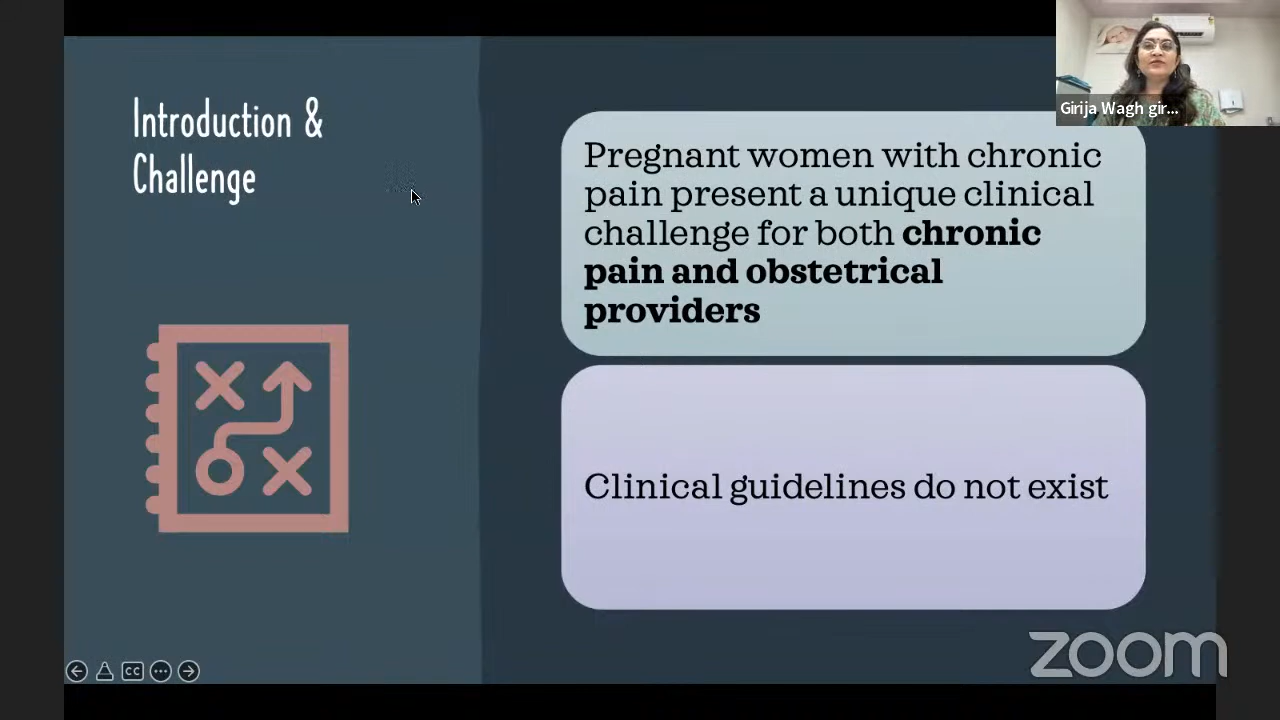 Introduction &
Challenge
Pregnant women with chronic
pain present a unique clinical
challenge for both chronic
pain and obstetrical
providers
Clinical guidelines do not exist
Girija Wagh gir...
CC
zoom